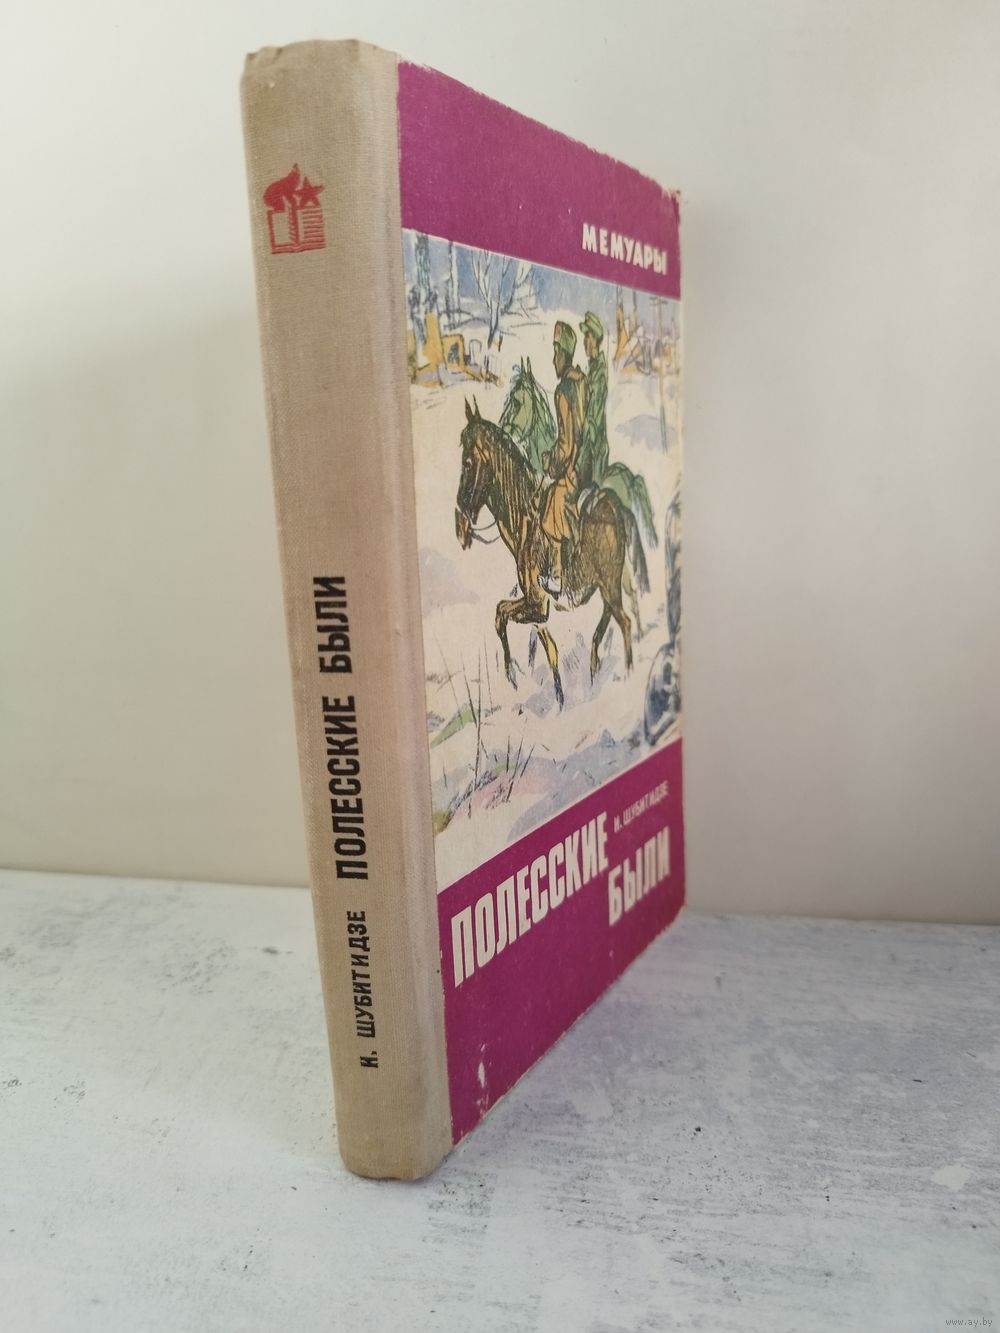 И. ШУБИТИДЗЕ ПОЛЕССКИЕ БЫЛИ
МЕМУАРЫ
И. ШУБИТИДЗЕ
ПОЛЕССКИЕ
БЫЛИ
www.ay.by